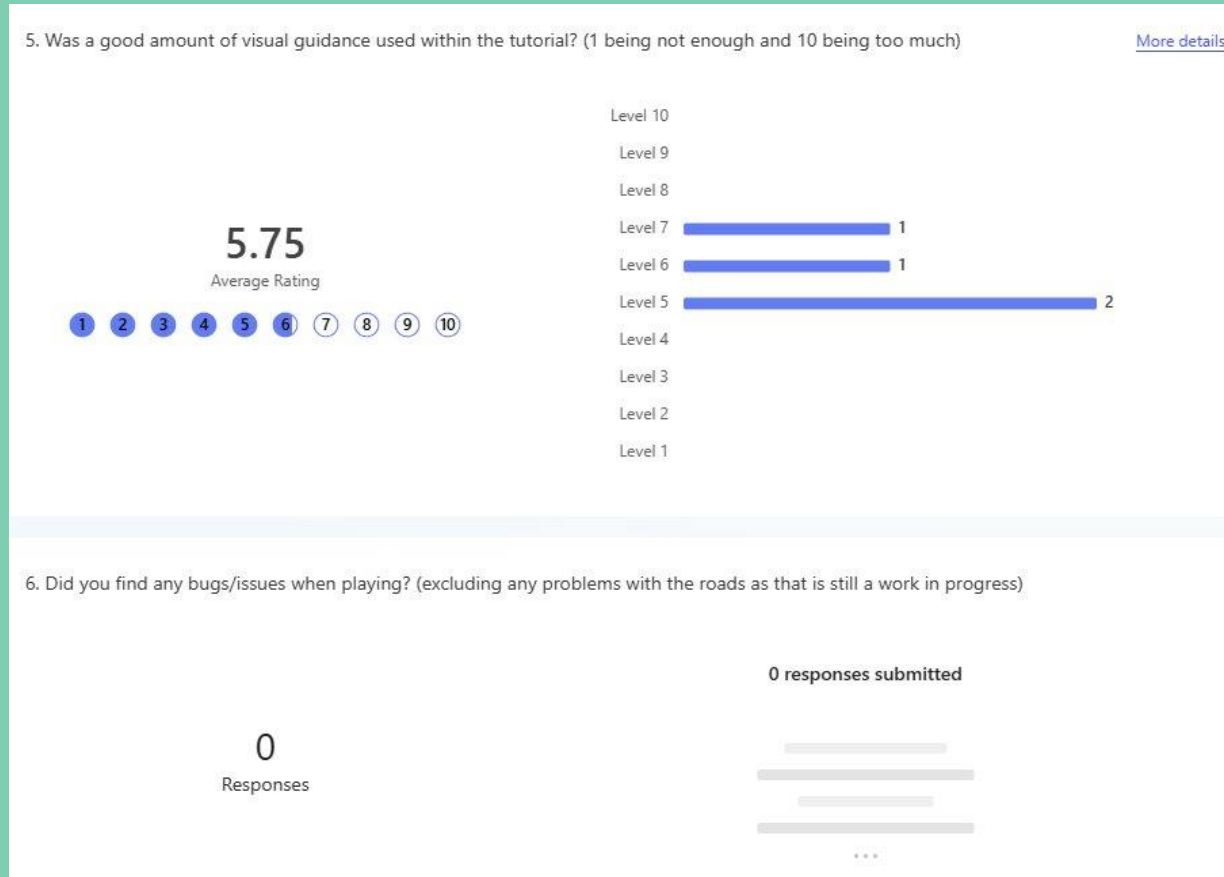 5. Was a good amount of visual guidance used within the tutorial? (1 being not enough and 10 being too much)
More details
5.75
Average Rating
1 2 3 4 5 6 7 8 9 10
Level 10
Level 9
Level 8
Level 7 1
Level 6 1
Level 5 2
Level 4
Level 3
Level 2
Level 1
6. Did you find any bugs/issues when playing? (excluding any problems with the roads as that is still a work in progress)
0
Responses
0 responses submitted
...